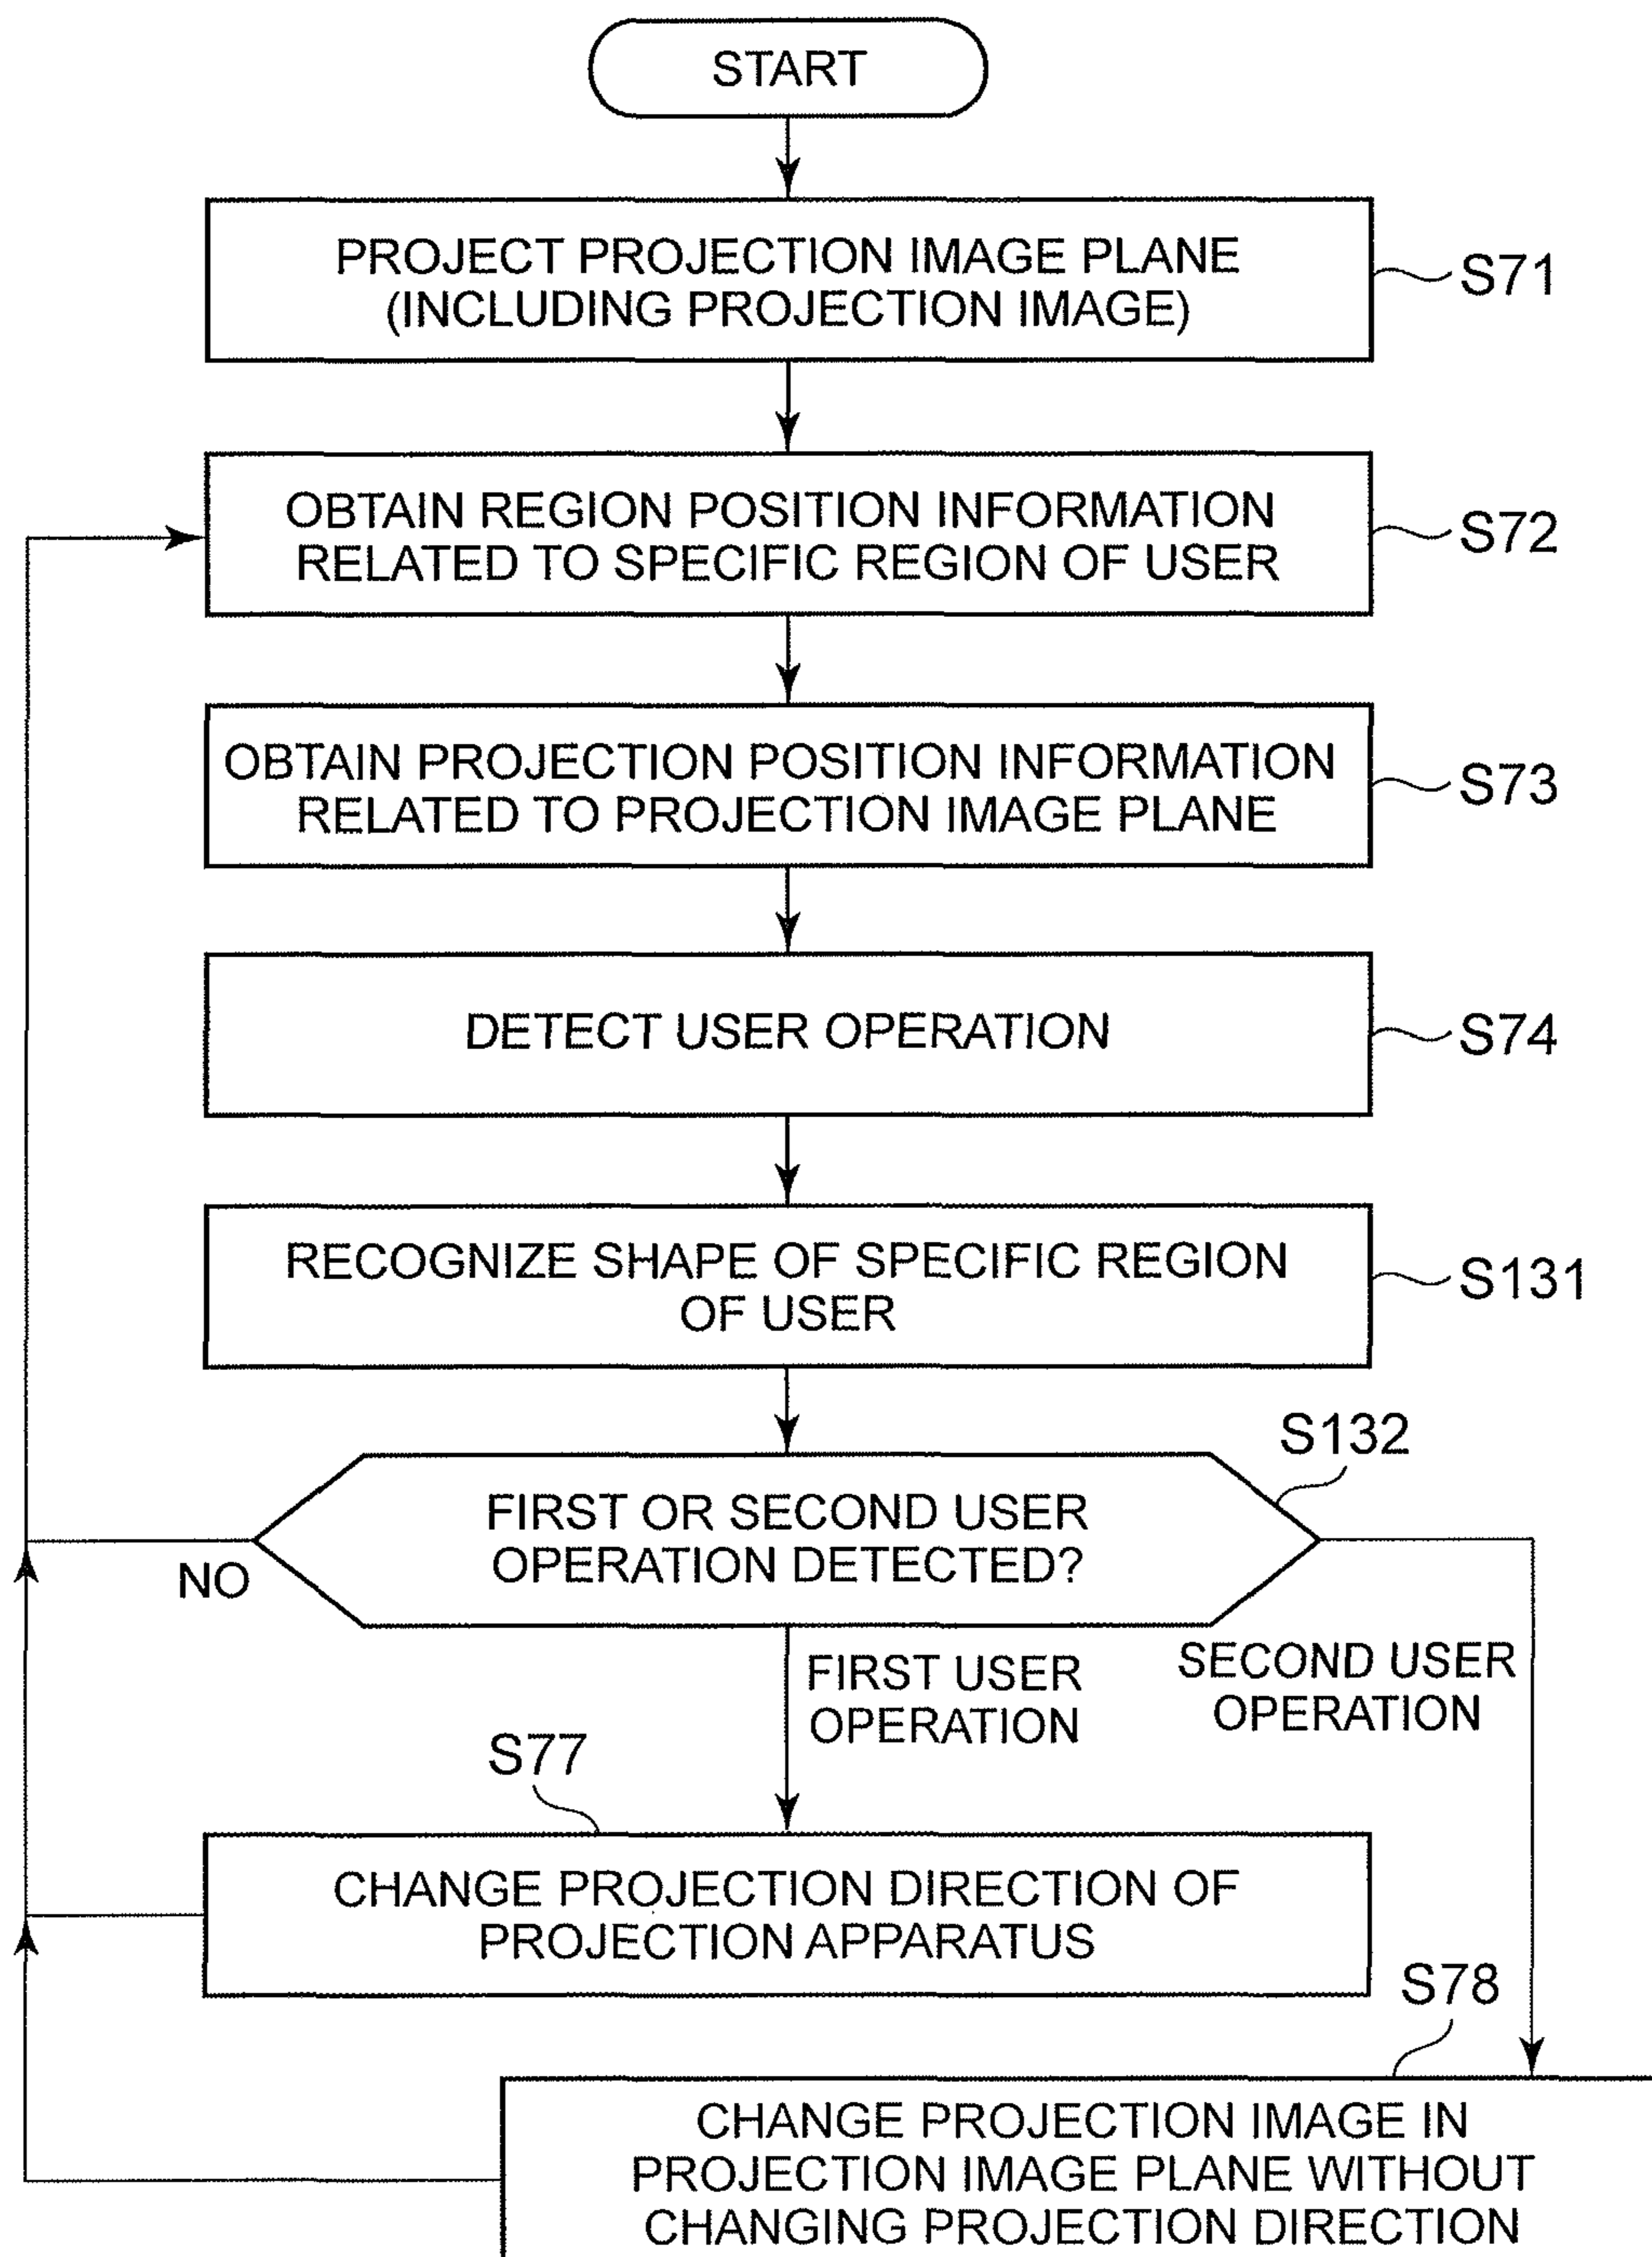 START
PROJECT PROJECTION IMAGE PLANE
(INCLUDING PROJECTION IMAGE)
S71
OBTAIN REGION POSITION INFORMATION
RELATED TO SPECIFIC REGION OF USER
S72
OBTAIN PROJECTION POSITION INFORMATION
RELATED TO PROJECTION IMAGE PLANE
S73
DETECT USER OPERATION
S74
RECOGNIZE SHAPE OF SPECIFIC REGION
OF USER
S131
S132
FIRST OR SECOND USER
OPERATION DETECTED?
NO
FIRST USER
OPERATION
SECOND USER
OPERATION
S77
CHANGE PROJECTION DIRECTION OF
PROJECTION APPARATUS
S78
CHANGE PROJECTION IMAGE IN
PROJECTION IMAGE PLANE WITHOUT
CHANGING PROJECTION DIRECTION